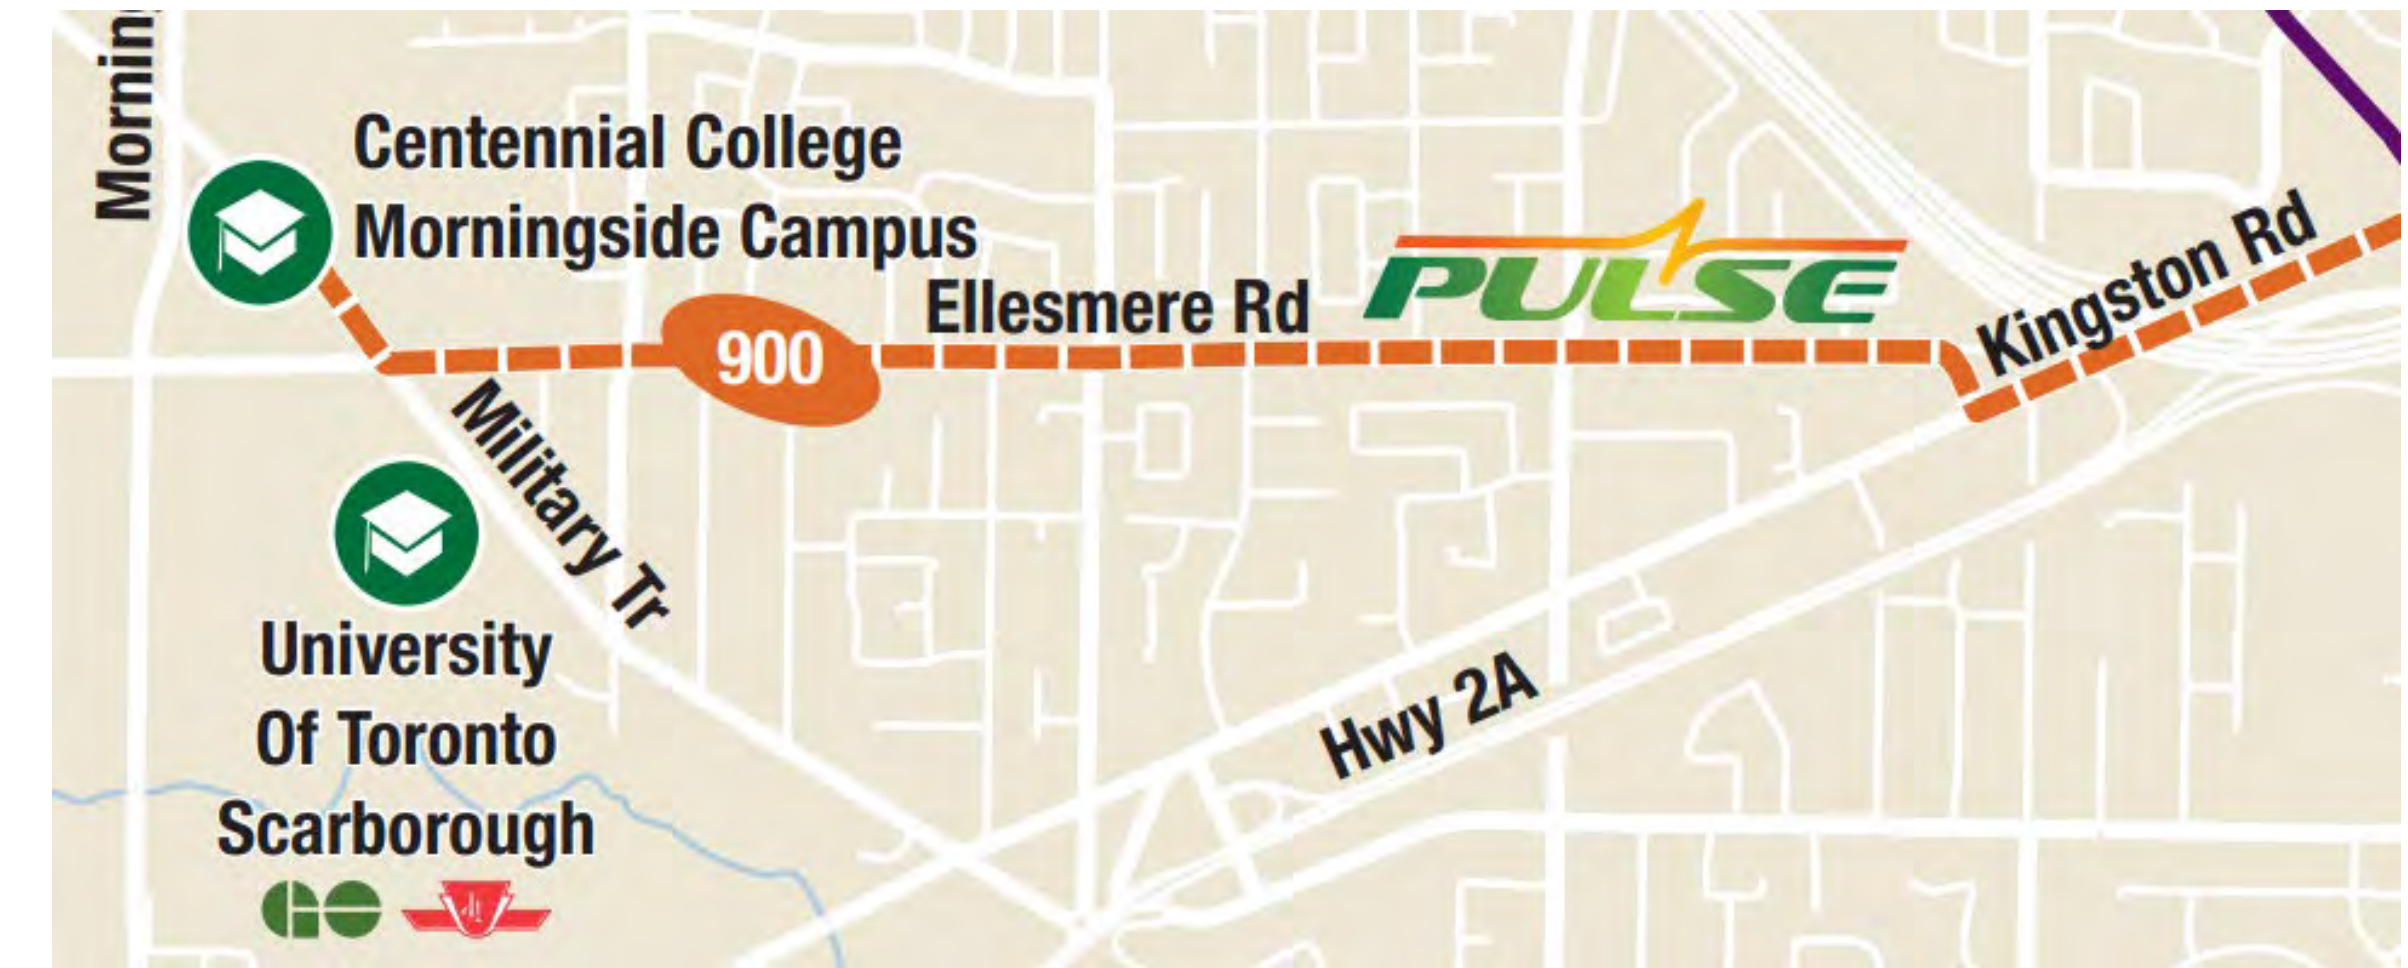 Mornin
Centennial College
Morningside Campus
900
Ellesmere Rd
PULSE
Kingston Rd
Military Tr
University
Of Toronto
Scarborough
GO
Hwy 2A